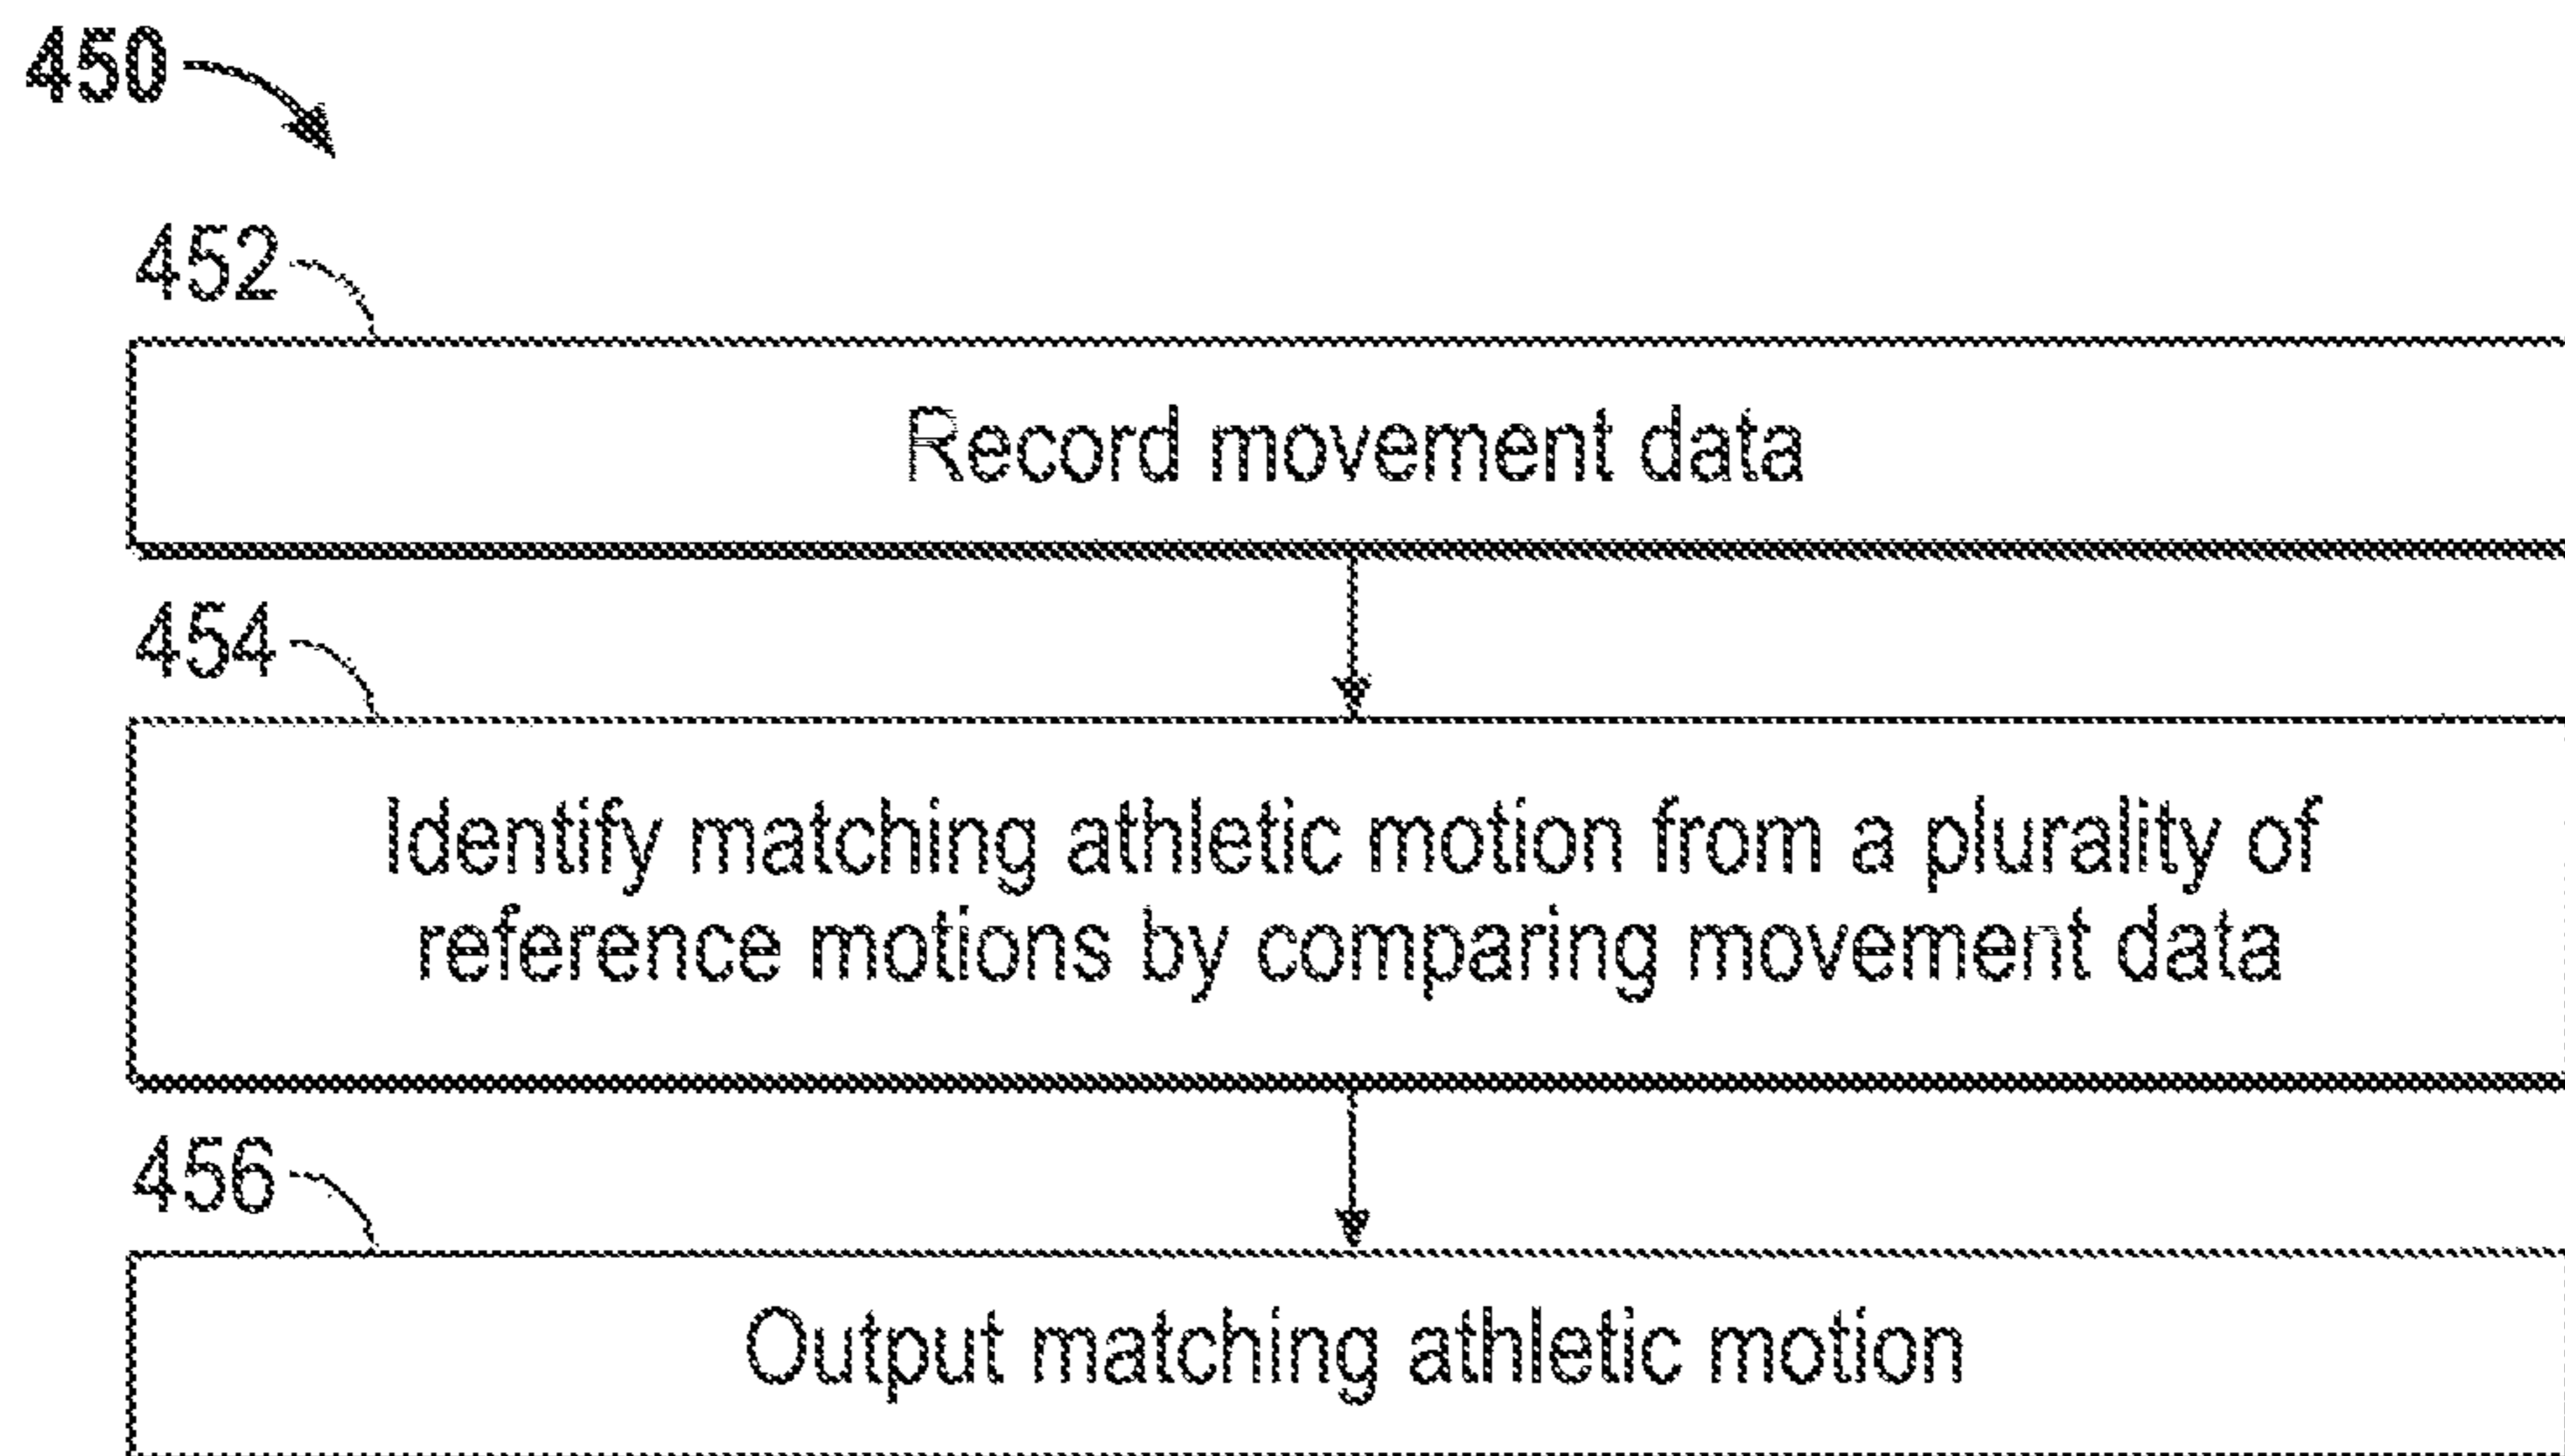 450
452
Record movement data
454
Identify matching athletic motion from a plurality of
reference motions by comparing movement data
456
Output matching athletic motion